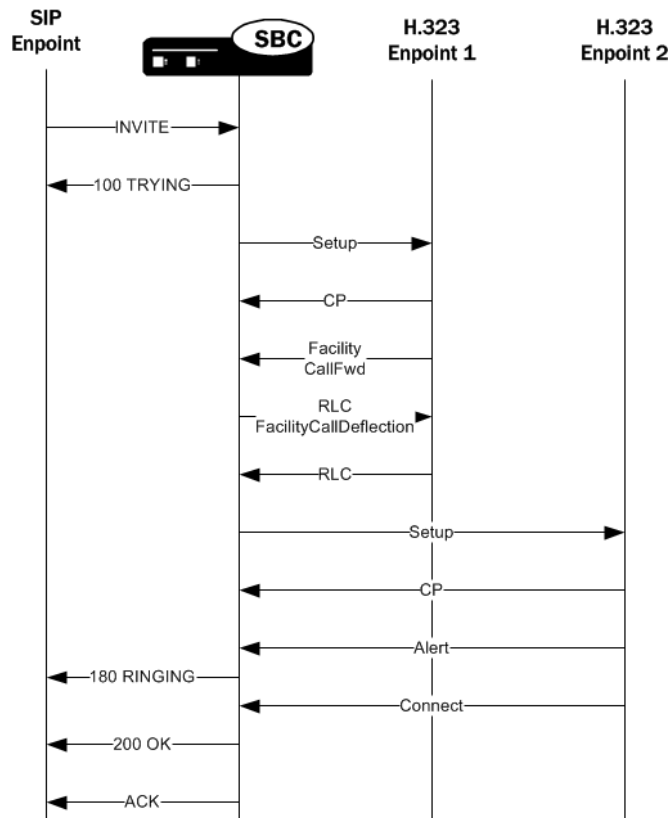 SIP
Enpoint
SBC
H.323
Enpoint 1
H.323
Enpoint 2
INVITE
100 TRYING
Setup
CP
Facility
CallFwd
RLC
FacilityCallDeflection
RLC
Setup
CP
Alert
180 RINGING
Connect
200 OK
ACK